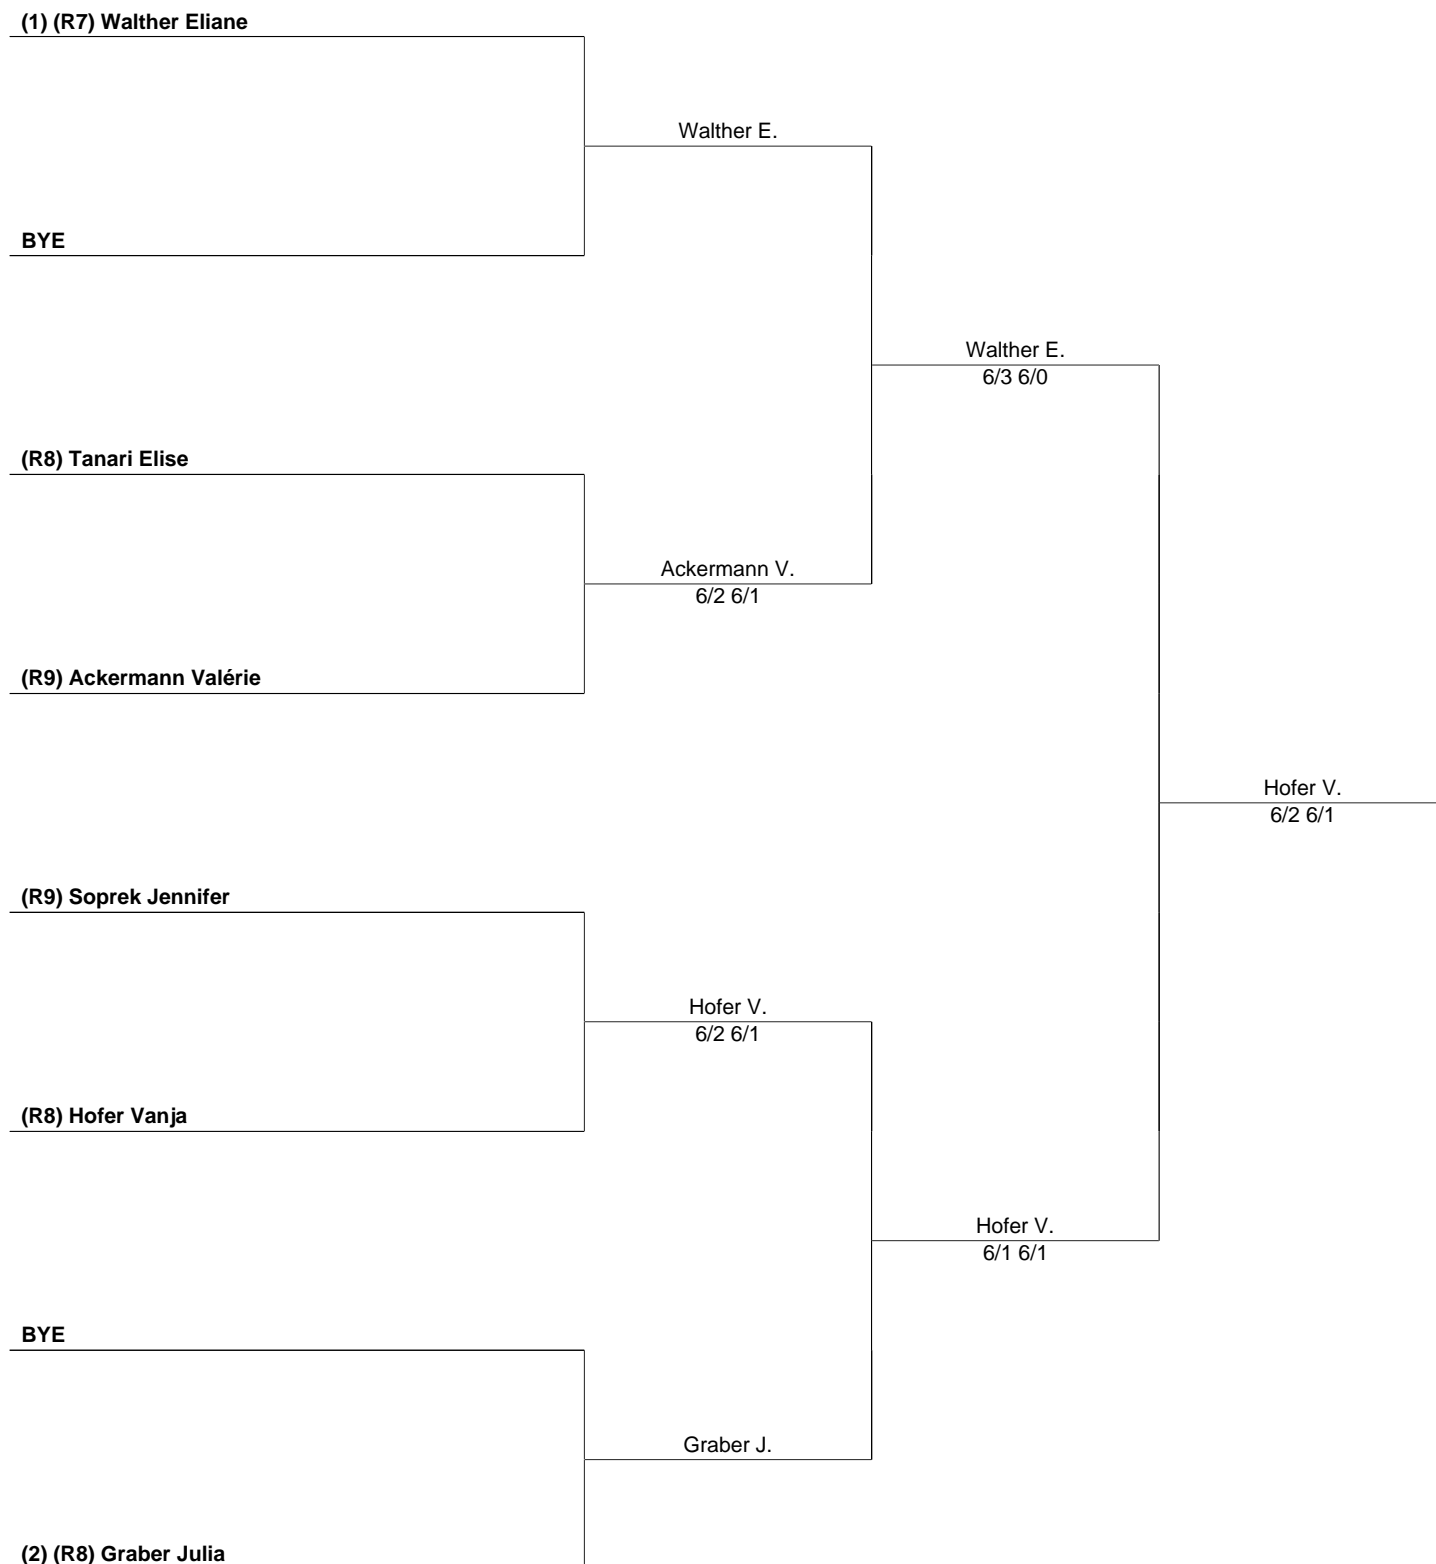 (1) (R7) Walther Eliane
Walther E.
BYE
Walther E.
6/3 6/0
(R8) Tanari Elise
Ackermann V.
6/2 6/1
(R9) Ackermann Valérie
Hofer V.
6/2 6/1
(R9) Soprek Jennifer
Hofer V.
6/2 6/1
(R8) Hofer Vanja
Hofer V.
6/1 6/1
BYE
Graber J.
(2) (R8) Graber Julia